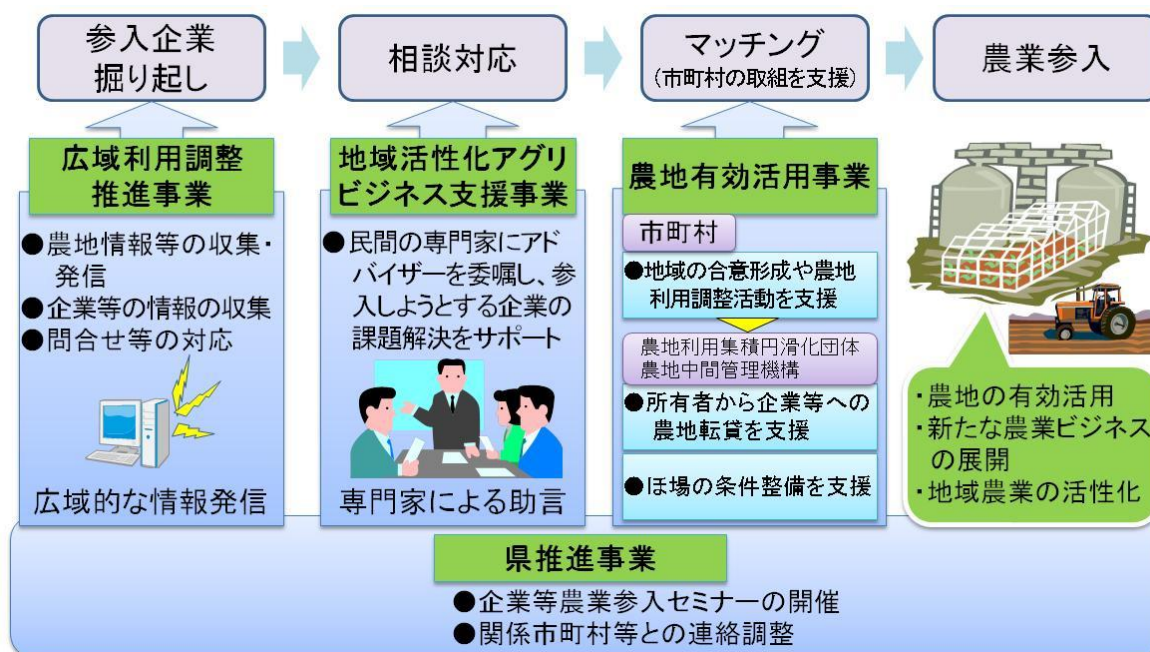 参入企業
掘り起し
相談対応
マッチング
(市町村の取組を支援)
農業参入
広域利用調整
推進事業
●農地情報等の収集・
発信
●企業等の情報の収集
●問合せ等の対応
広域的な情報発信
地域活性化アグリ
ビジネス支援事業
●民間の専門家にアド
バイザーを委嘱し、参
入しようとする企業の
課題解決をサポート
専門家による助言
農地有効活用事業
市町村
●地域の合意形成や農地
利用調整活動を支援
農地利用集積円滑化団体
農地中間管理機構
●所有者から企業等への
農地転貸を支援
●ほ場の条件整備を支援
・農地の有効活用
・新たな農業ビジネス
の展開
・地域農業の活性化
県推進事業
●企業等農業参入セミナーの開催
●関係市町村等との連絡調整